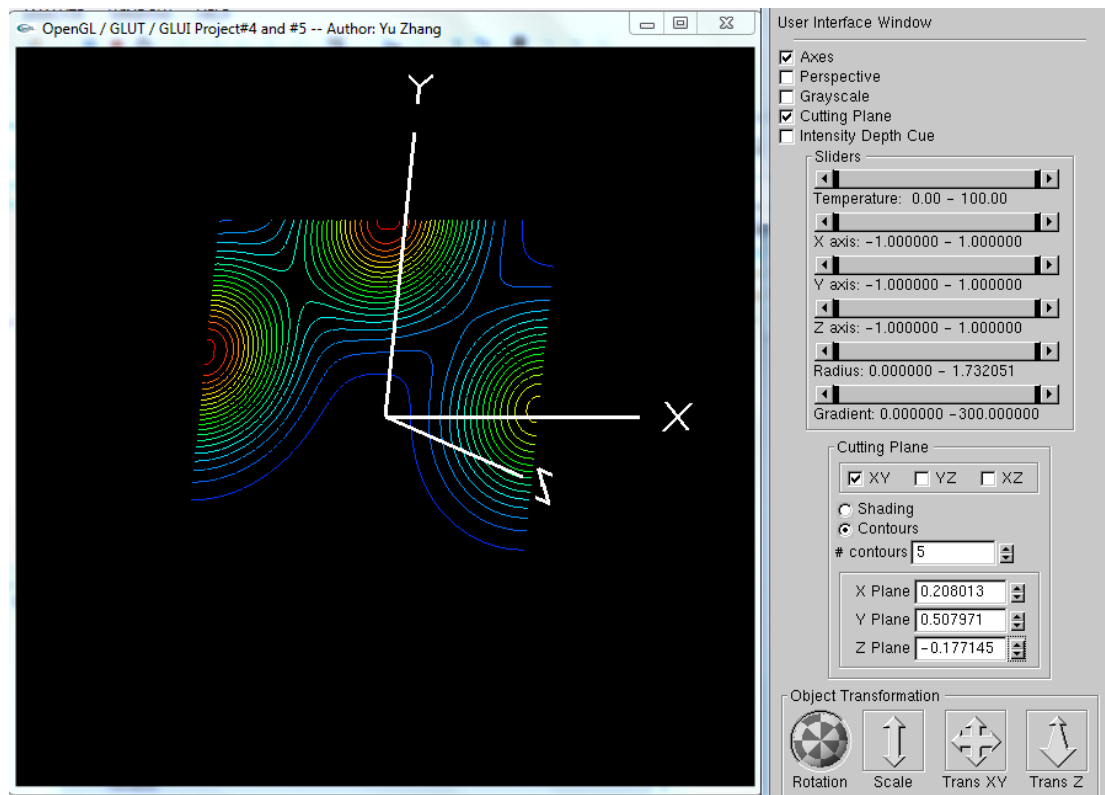 OpenGL / GLUT / GLUI Project#4 and #5 -- Author: Yu Zhang
Y
X
Z
User Interface Window
Axes
Perspective
Grayscale
Cutting Plane
Intensity Depth Cue
Sliders
Temperature: 0.00 - 100.00
X axis: -1.000000 - 1.000000
Y axis: -1.000000 - 1.000000
Z axis: -1.000000 - 1.000000
Radius: 0.000000 - 1.732051
Gradient: 0.000000 -300.000000
Cutting Plane
XY YZ XZ
Shading
Contours
# contours 5
X Plane 0.208013
Y Plane 0.507971
Z Plane -0.177145
Object Transformation
Rotation Scale Trans XY Trans Z